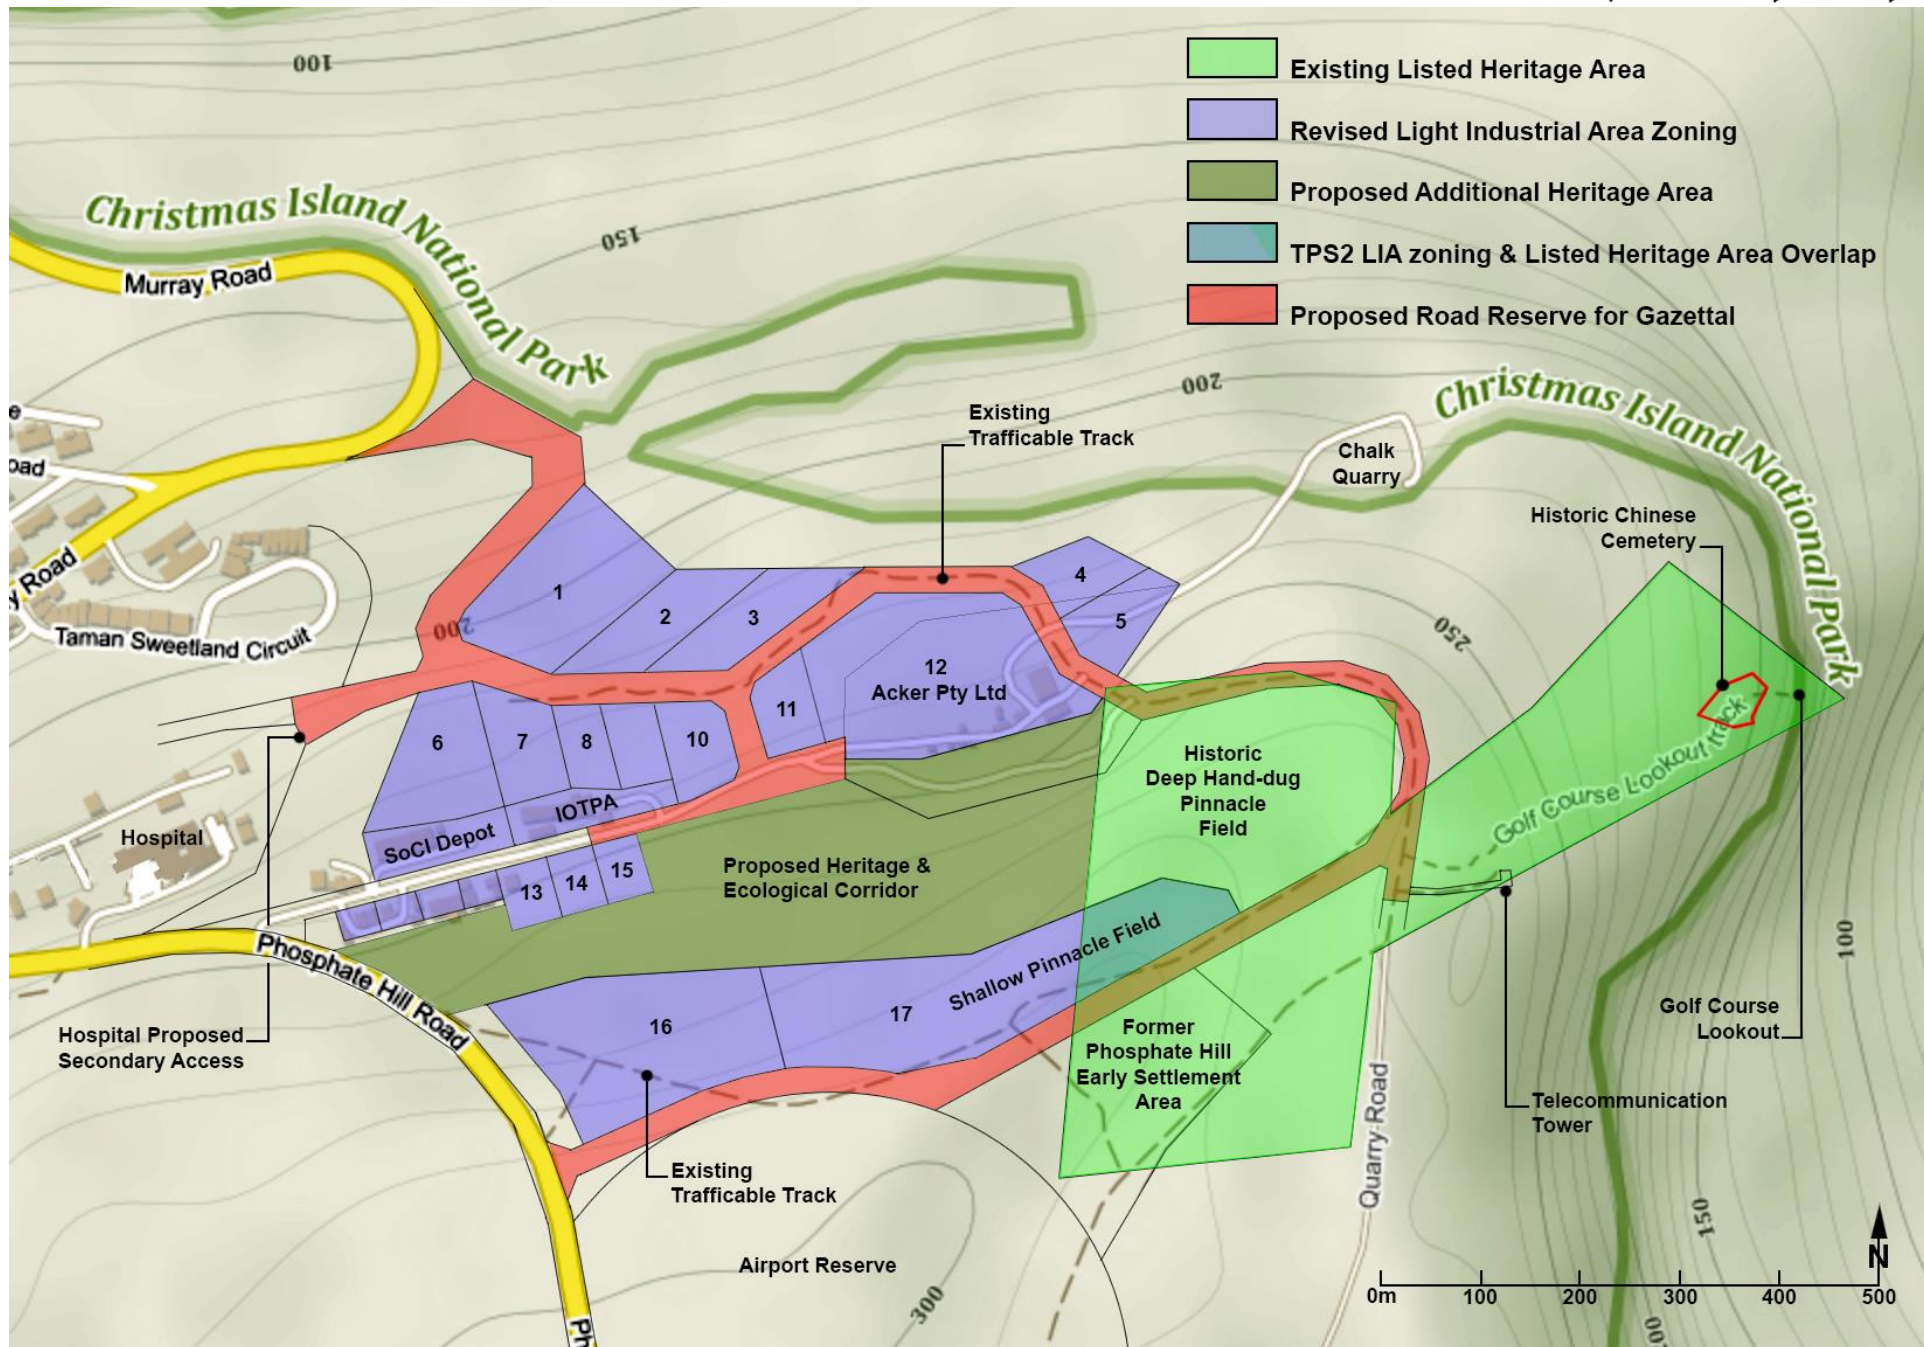 100
Existing Listed Heritage Area
Revised Light Industrial Area Zoning
Proposed Additional Heritage Area
TPS2 LIA zoning & Listed Heritage Area Overlap
Proposed Road Reserve for Gazettal
Christmas Island National Park
150
Murray Road
200
Existing
Trafficable Track
Christmas Island National Park
Chalk
Quarry
Historic Chinese
Cemetery
oad
y Road
Taman Sweetland Circuit
200
1
2
3
4
5
12
Acker Pty Ltd
11
250
6
7
8
10
Historic
Deep Hand-dug
Pinnacle
Field
Golf Course Lookout track
Hospital
SoCI Depot
IOTPA
13
14
15
Proposed Heritage &
Ecological Corridor
Phosphate Hill Road
Shallow Pinnacle Field
16
17
100
Hospital Proposed
Secondary Access
Former
Phosphate Hill
Early Settlement
Area
Golf Course
Lookout
Telecommunication
Tower
Quarry Road
Existing
Trafficable Track
150
Airport Reserve
300
N
0m 100 200 300 400 500
Ph